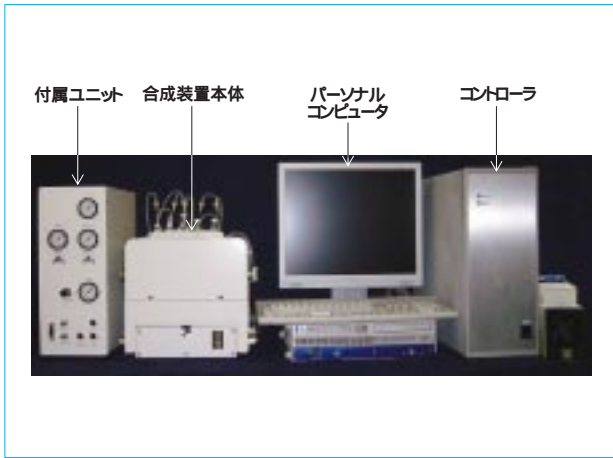 付属ユニット
合成装置本体
パーソナル
コンピュータ
コントローラ